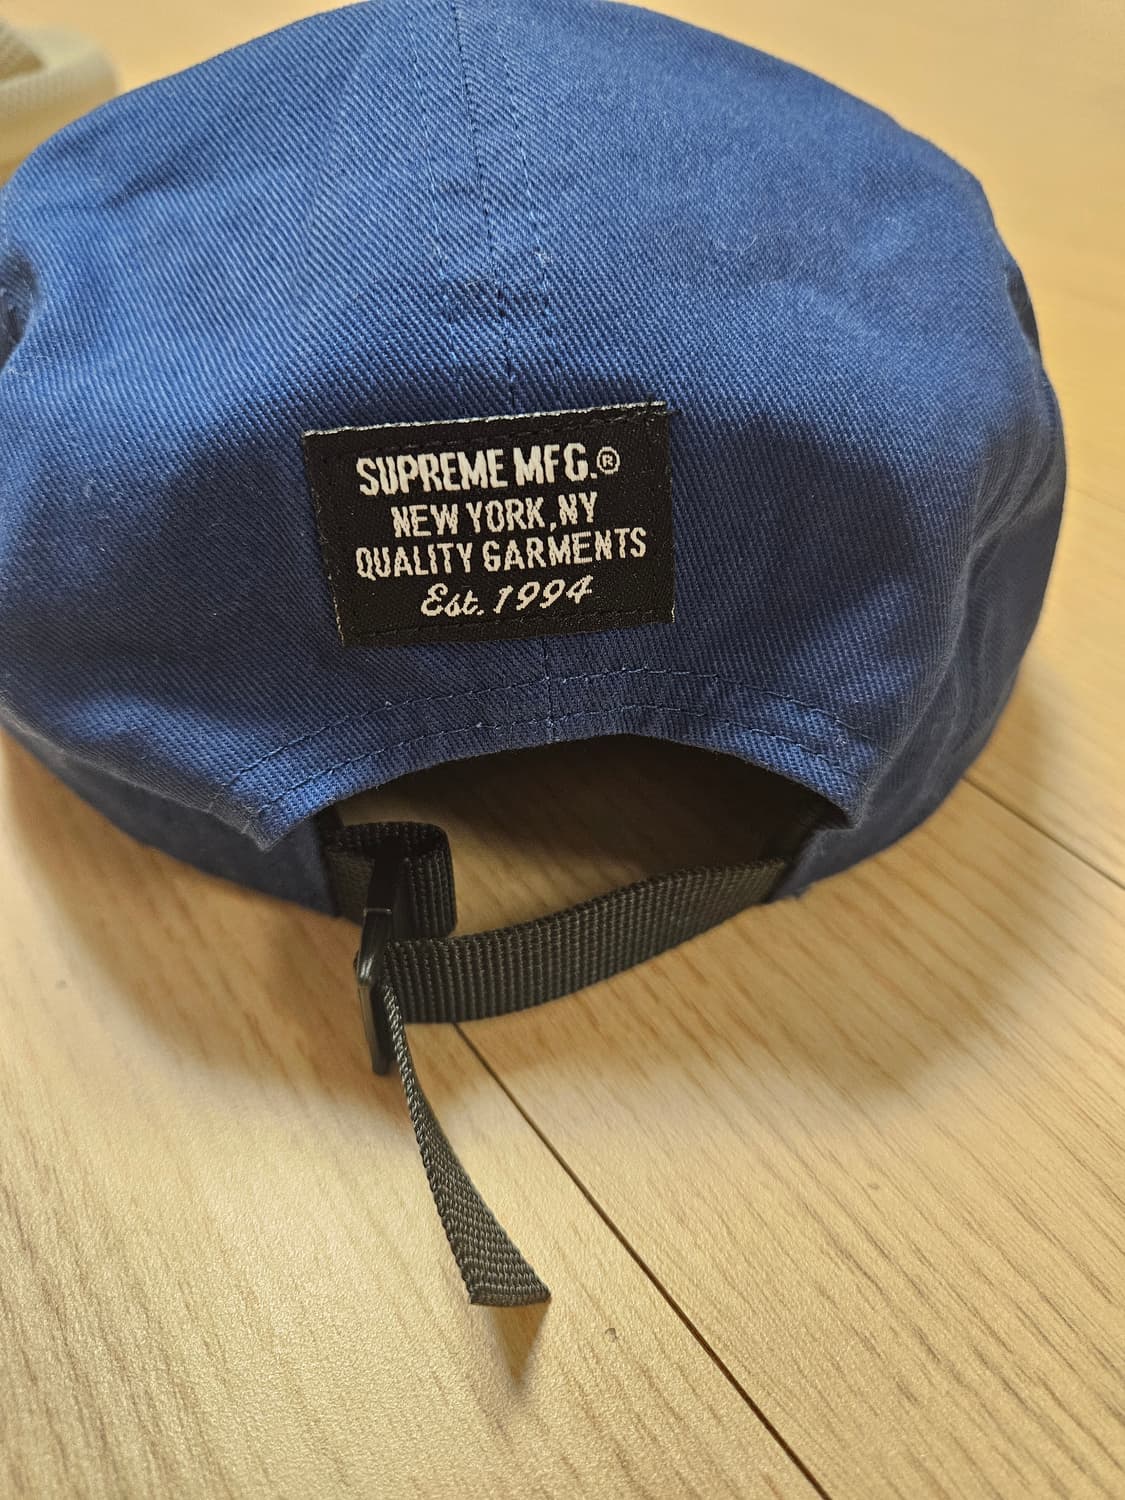 SUPREME MFG.®
NEW YORK,NY
QUALITY GARMENTS
Est. 1994